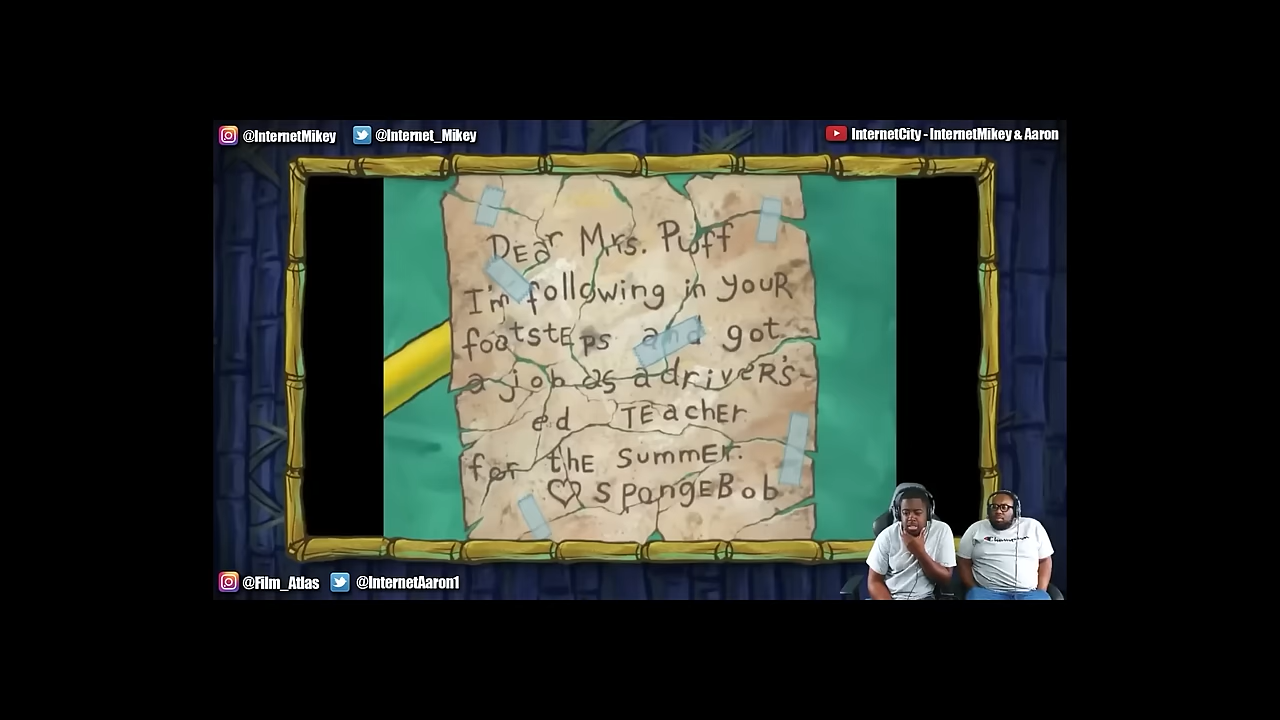 @InternetMikey @Internet_Mikey InternetCity - InternetMikey & Aaron
DEar Mrs. Puff
I'm following in youR
footstEps and got
a job as a driveR's-
ed TEachEr
for thE summEr.
♡ SpongEBob
Champion
@Film_Atlas @InternetAaron1